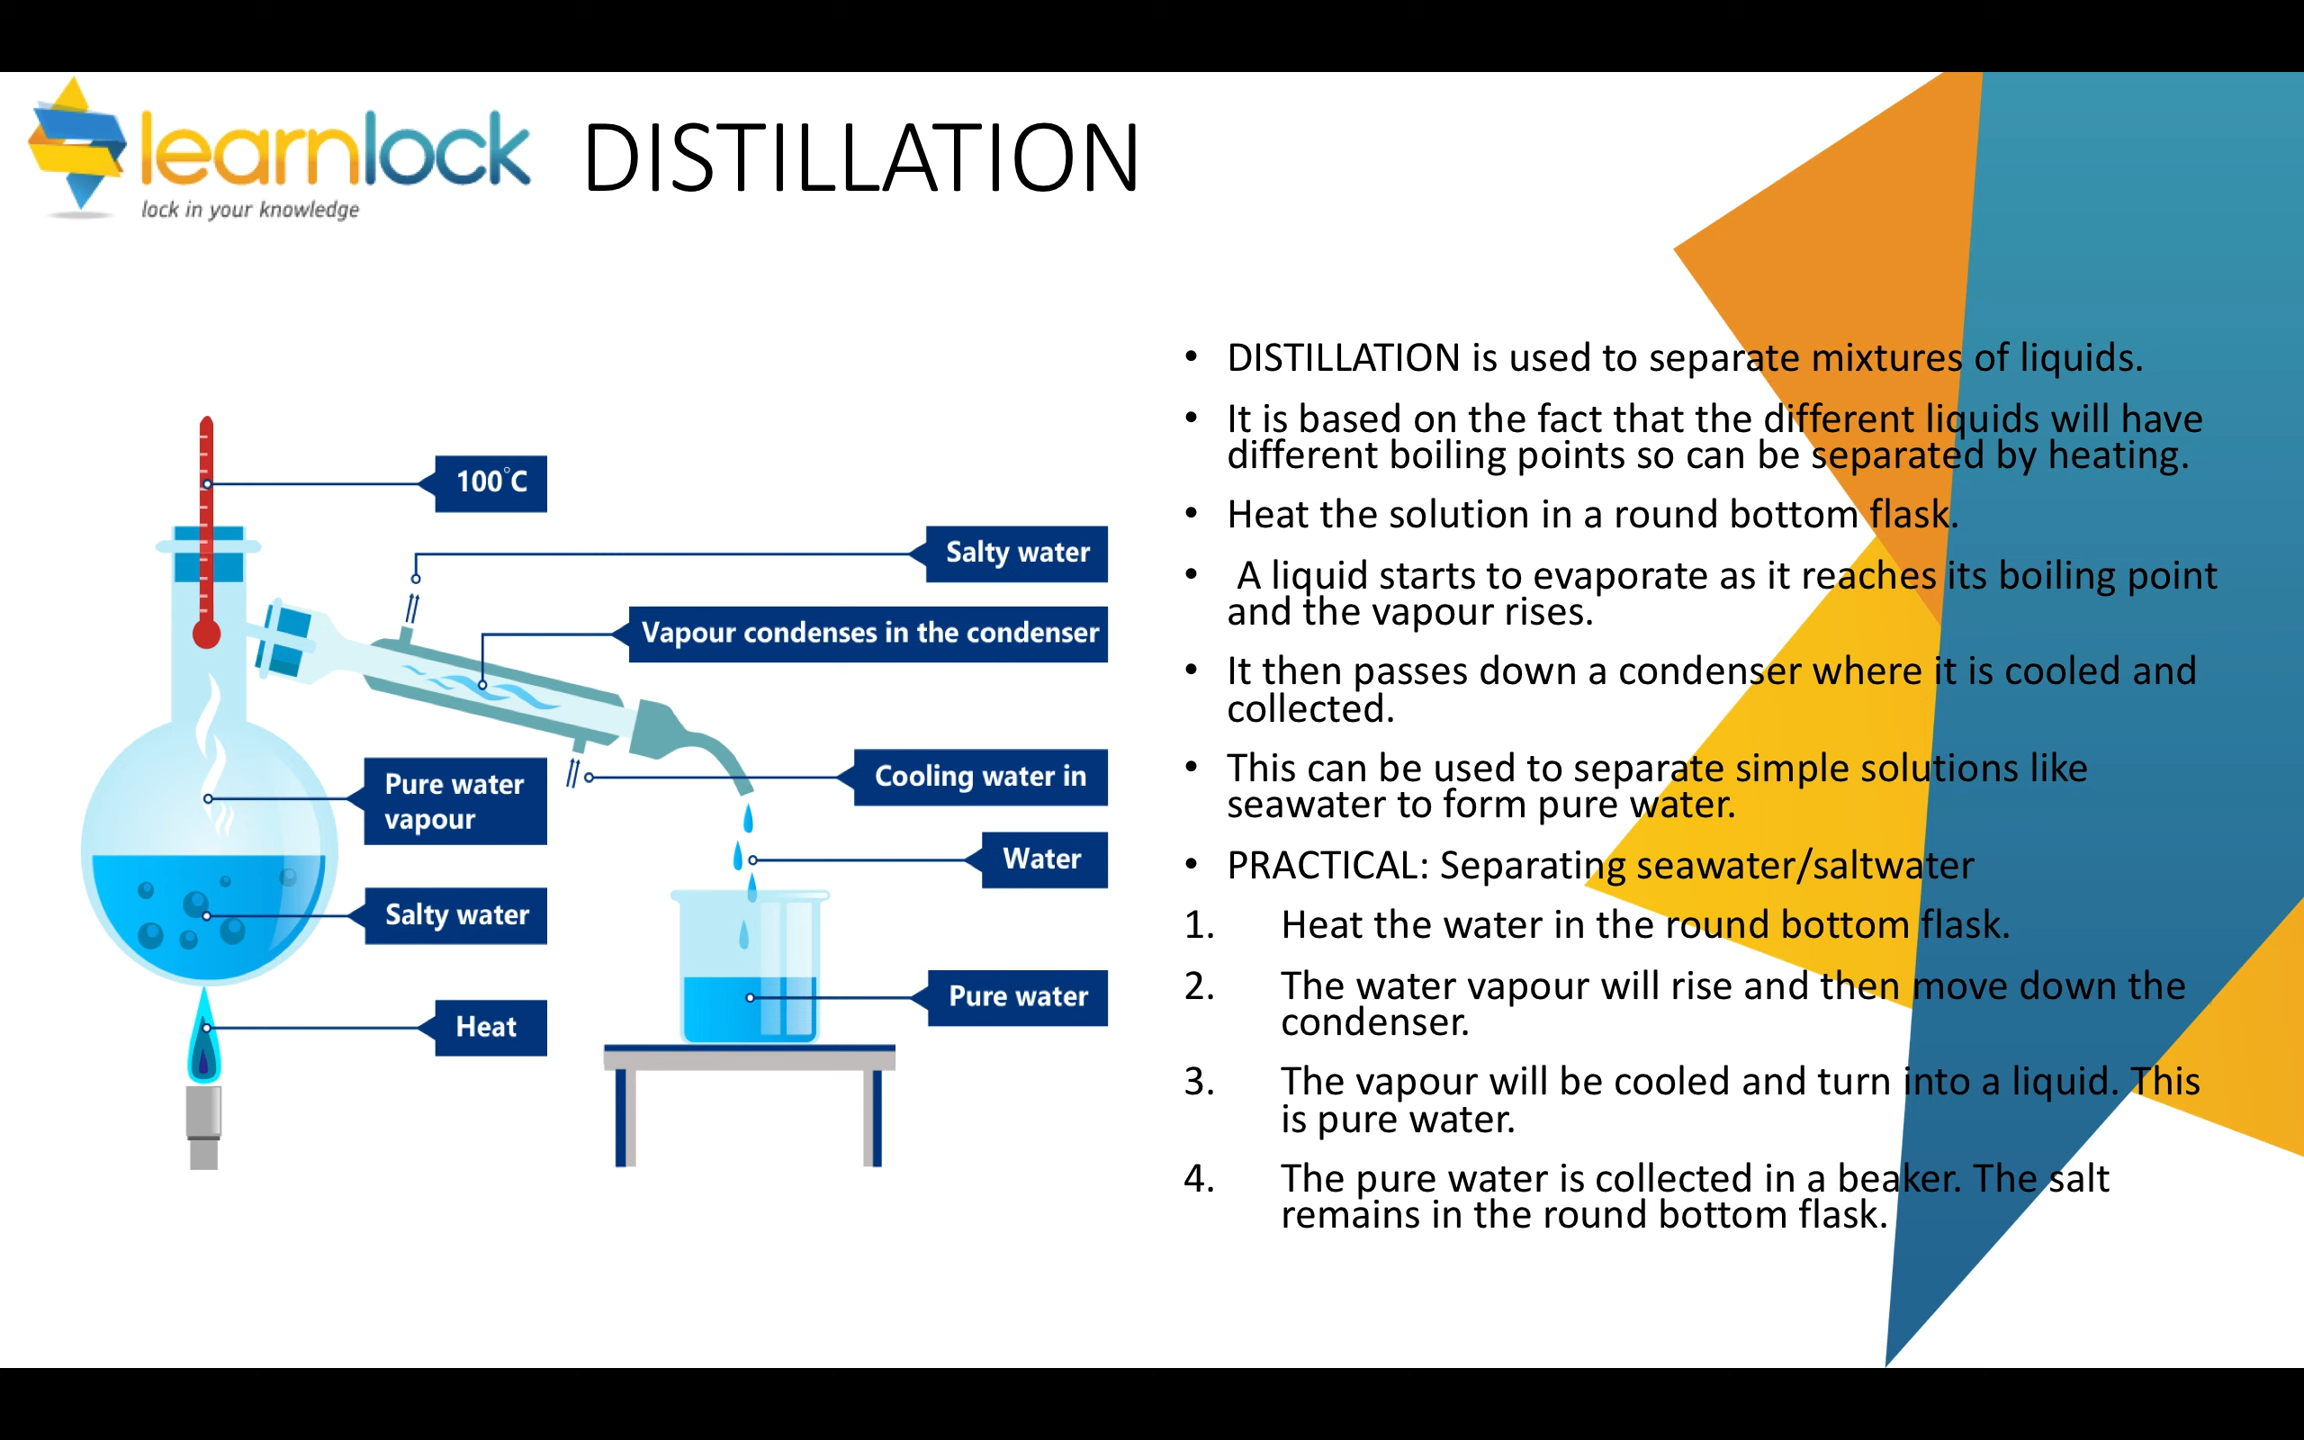 learnlock
lock in your knowledge
DISTILLATION
100°C
Salty water
Vapour condenses in the condenser
Cooling water in
Pure water
vapour
Water
Salty water
Pure water
Heat
• DISTILLATION is used to separate mixtures of liquids.
• It is based on the fact that the different liquids will have
different boiling points so can be separated by heating.
• Heat the solution in a round bottom flask.
• A liquid starts to evaporate as it reaches its boiling point
and the vapour rises.
• It then passes down a condenser where it is cooled and
collected.
• This can be used to separate simple solutions like
seawater to form pure water.
• PRACTICAL: Separating seawater/saltwater
1. Heat the water in the round bottom flask.
2. The water vapour will rise and then move down the
condenser.
3. The vapour will be cooled and turn into a liquid. This
is pure water.
4. The pure water is collected in a beaker. The salt
remains in the round bottom flask.